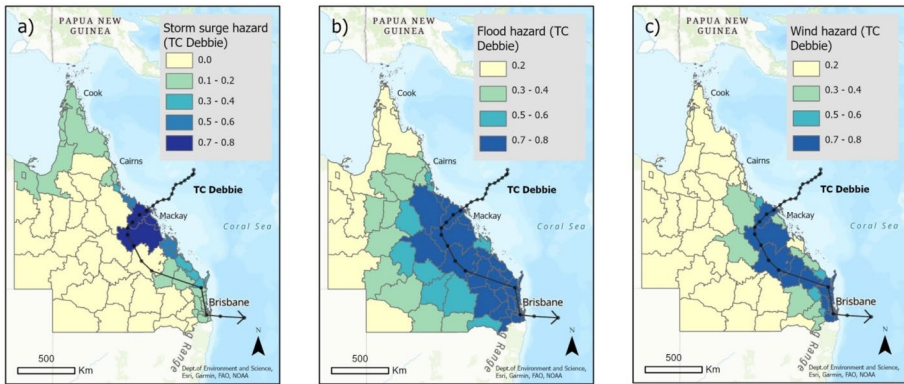 a)
PAPUA NEW
GUINEA
Storm surge hazard
(TC Debbie)
0.0
0.1 - 0.2
0.3 - 0.4
0.5 - 0.6
0.7 - 0.8
Cook
Cairns
TC Debbie
Mackay
Coral Sea
Brisbane
g Range
N
500
Km
Dept.of Environment and Science,
Esri, Garmin, FAO, NOAA
b)
PAPUA NEW
GUINEA
Flood hazard (TC
Debbie)
0.2
0.3 - 0.4
0.5 - 0.6
0.7 - 0.8
Cook
Cairns
TC Debbie
Mackay
Coral Sea
Brisbane
g Range
N
500
Km
Dept.of Environment and Science,
Esri, Garmin, FAO, NOAA
c)
PAPUA NEW
GUINEA
Wind hazard (TC
Debbie)
0.2
0.3 - 0.4
0.5 - 0.6
0.7 - 0.8
Cook
Cairns
TC Debbie
Mackay
Coral Sea
Brisbane
g Range
N
500
Km
Dept.of Environment and Science,
Esri, Garmin, FAO, NOAA